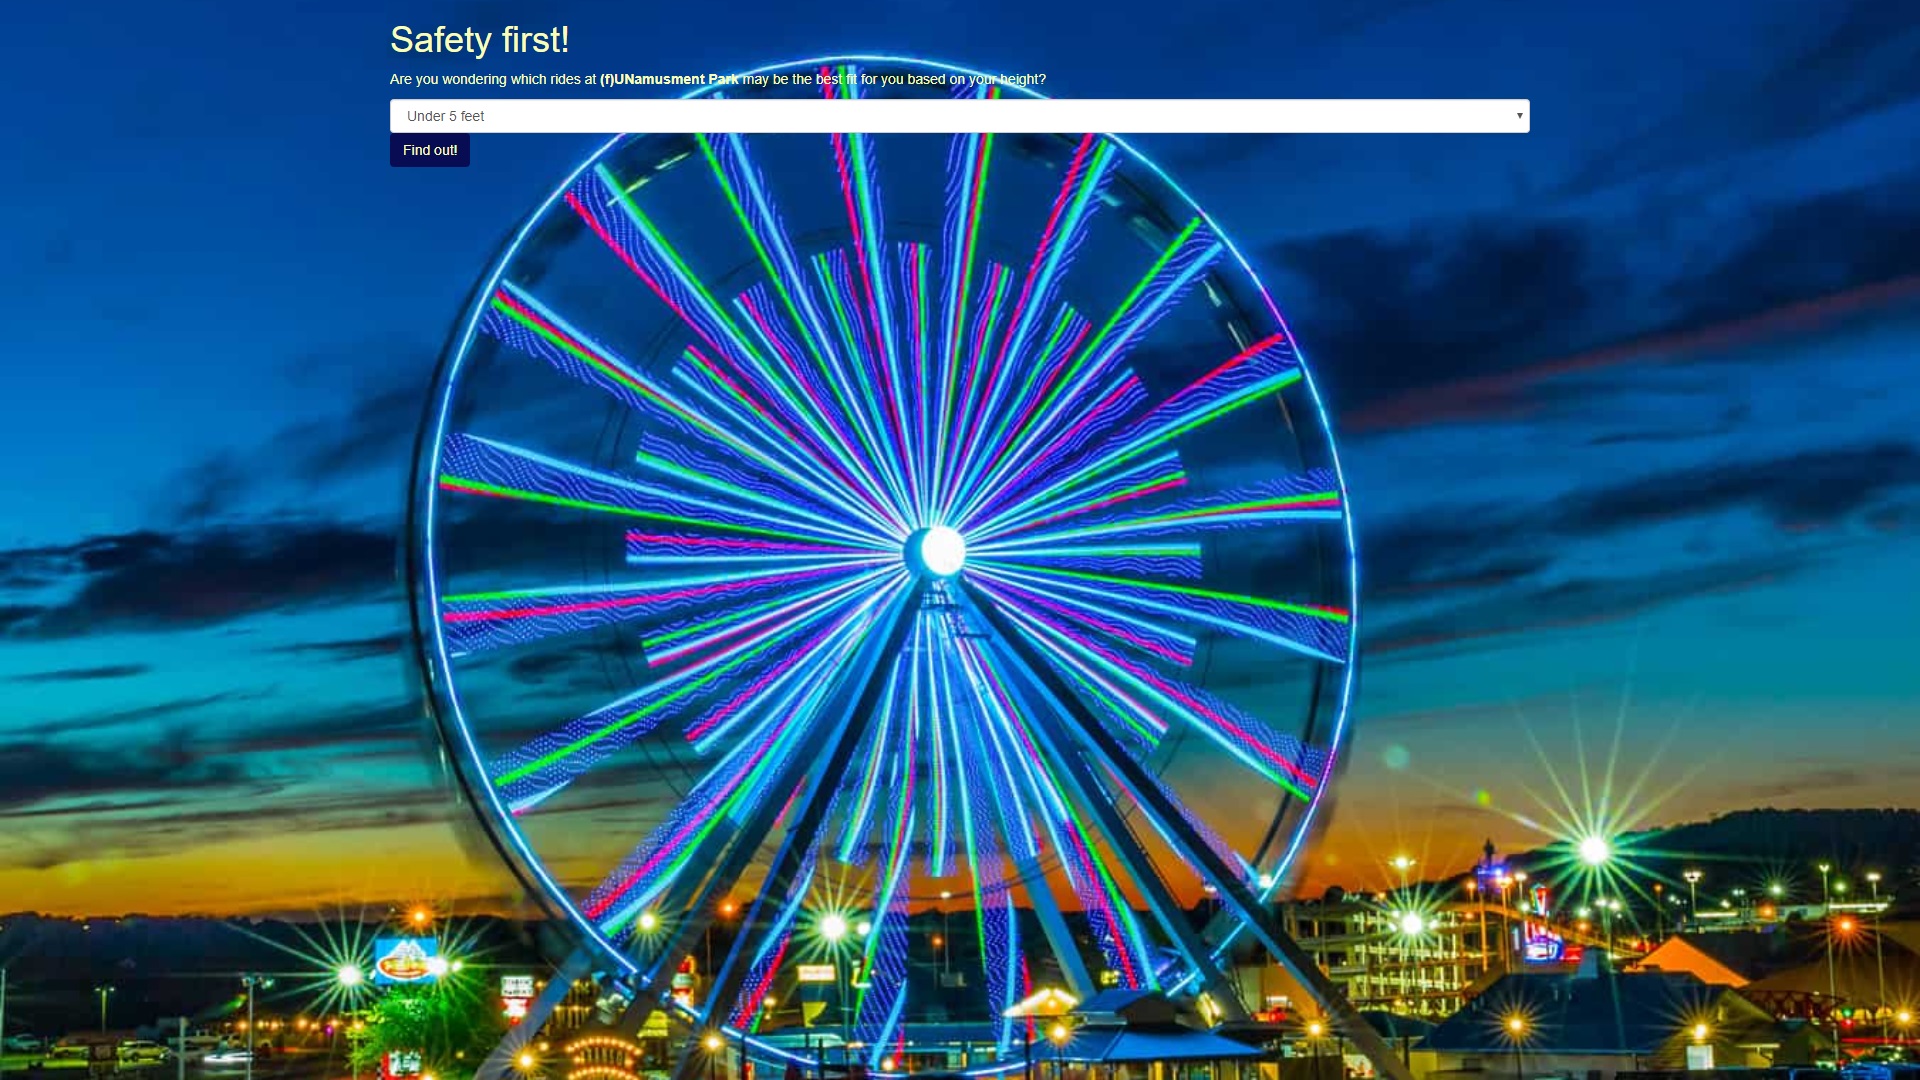 Safety first!
Are you wondering which rides at (f)UNamusment Park may be the best fit for you based on your height?
Under 5 feet
Find out!